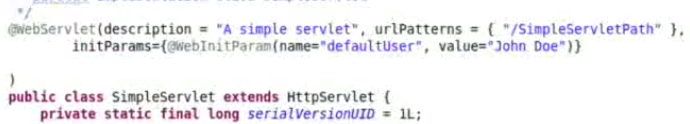 */
@WebServlet(description = "A simple servlet", urlPatterns = { "/SimpleServletPath" },
initParams={@WebInitParam(name="defaultUser", value="John Doe")}
)
public class SimpleServlet extends HttpServlet {
private static final long serialVersionUID = 1L;